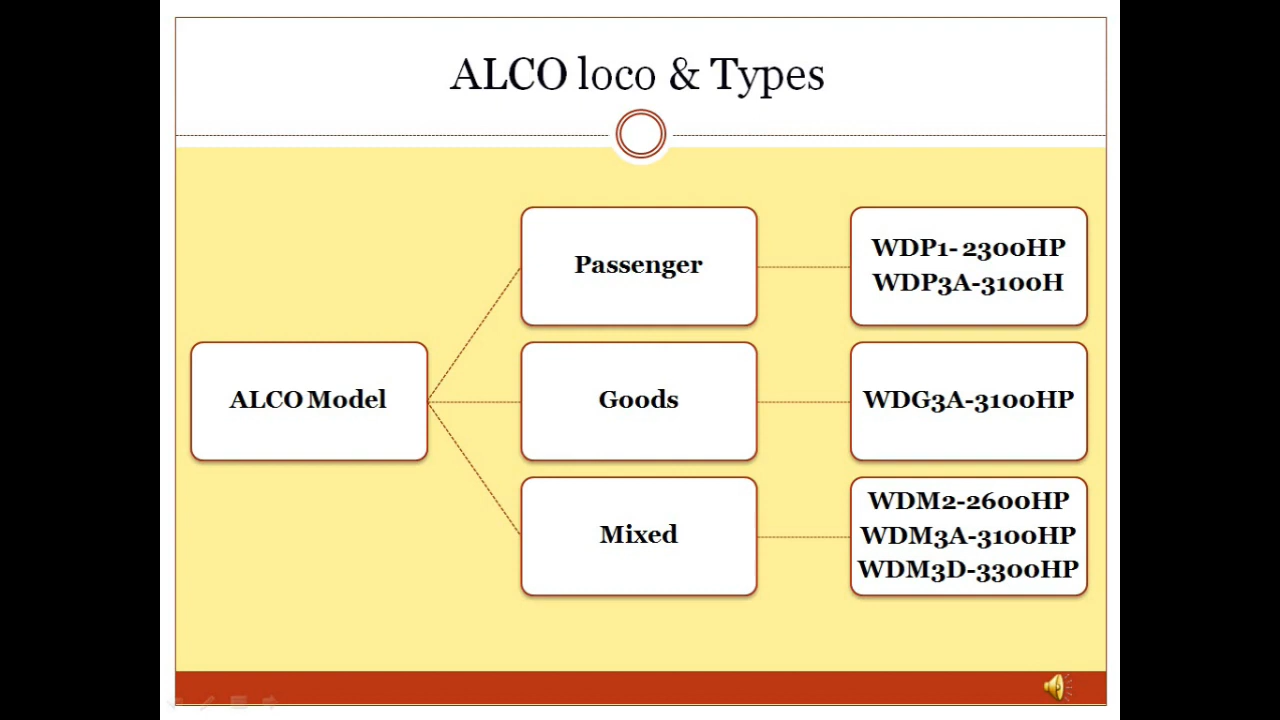 ALCO loco & Types
Passenger
WDP1- 2300HP
WDP3A-3100H
ALCO Model
Goods
WDG3A-3100HP
Mixed
WDM2-2600HP
WDM3A-3100HP
WDM3D-3300HP